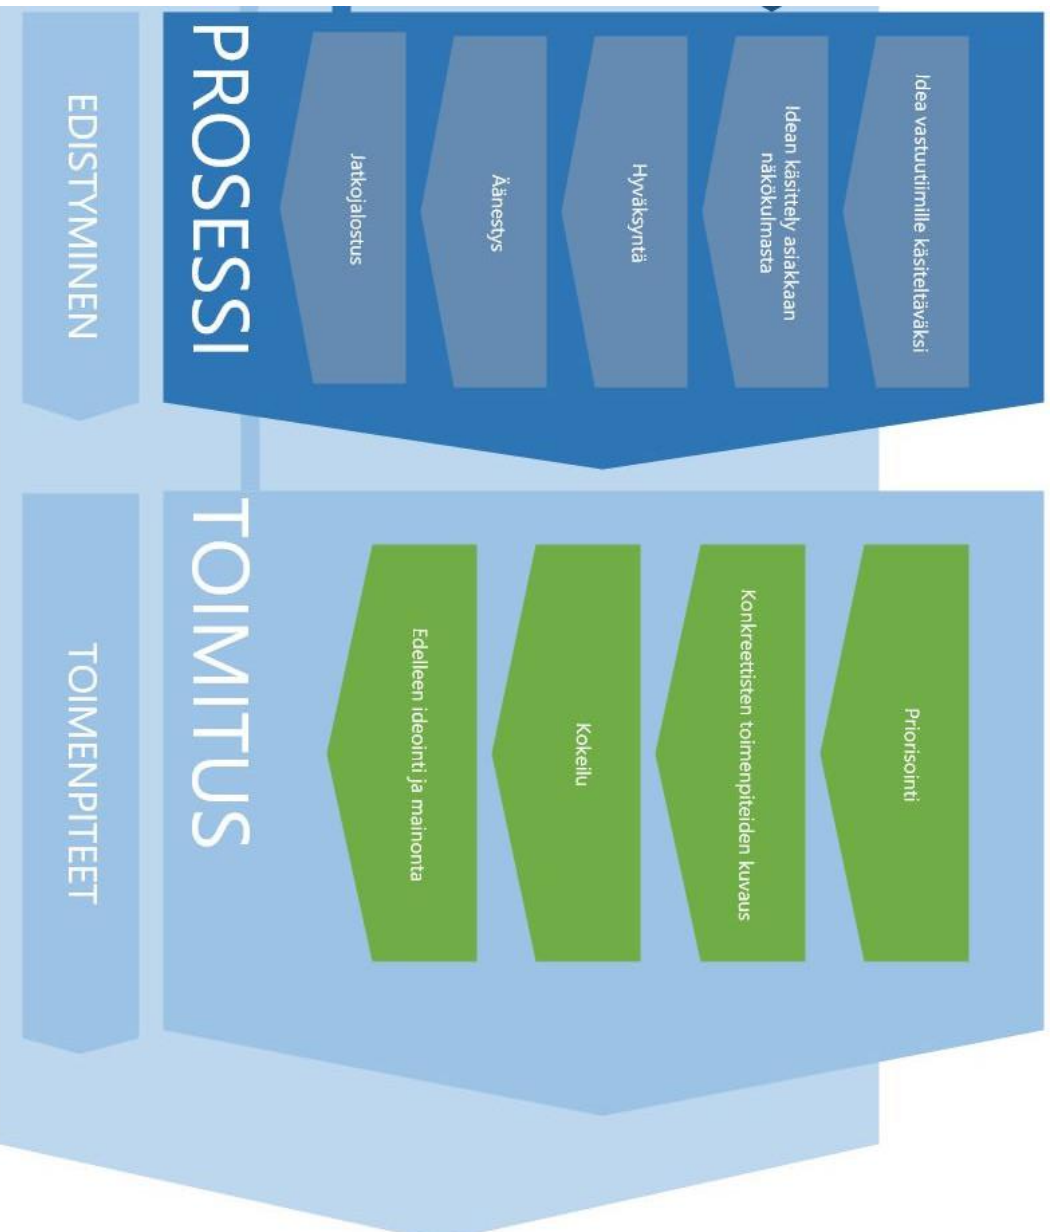 Idea vastuutiimille käsiteltäväksi
Idean käsittely asiakkaan
näkökulmasta
Hyväksyntä
Äänestys
Jatkojalostus
PROSESSI
EDISTYMINEN
Priorisointi
Konkreettisten toimenpiteiden kuvaus
Kokeilu
Edelleen ideointi ja mainonta
TOIMITUS
TOIMENPITEET